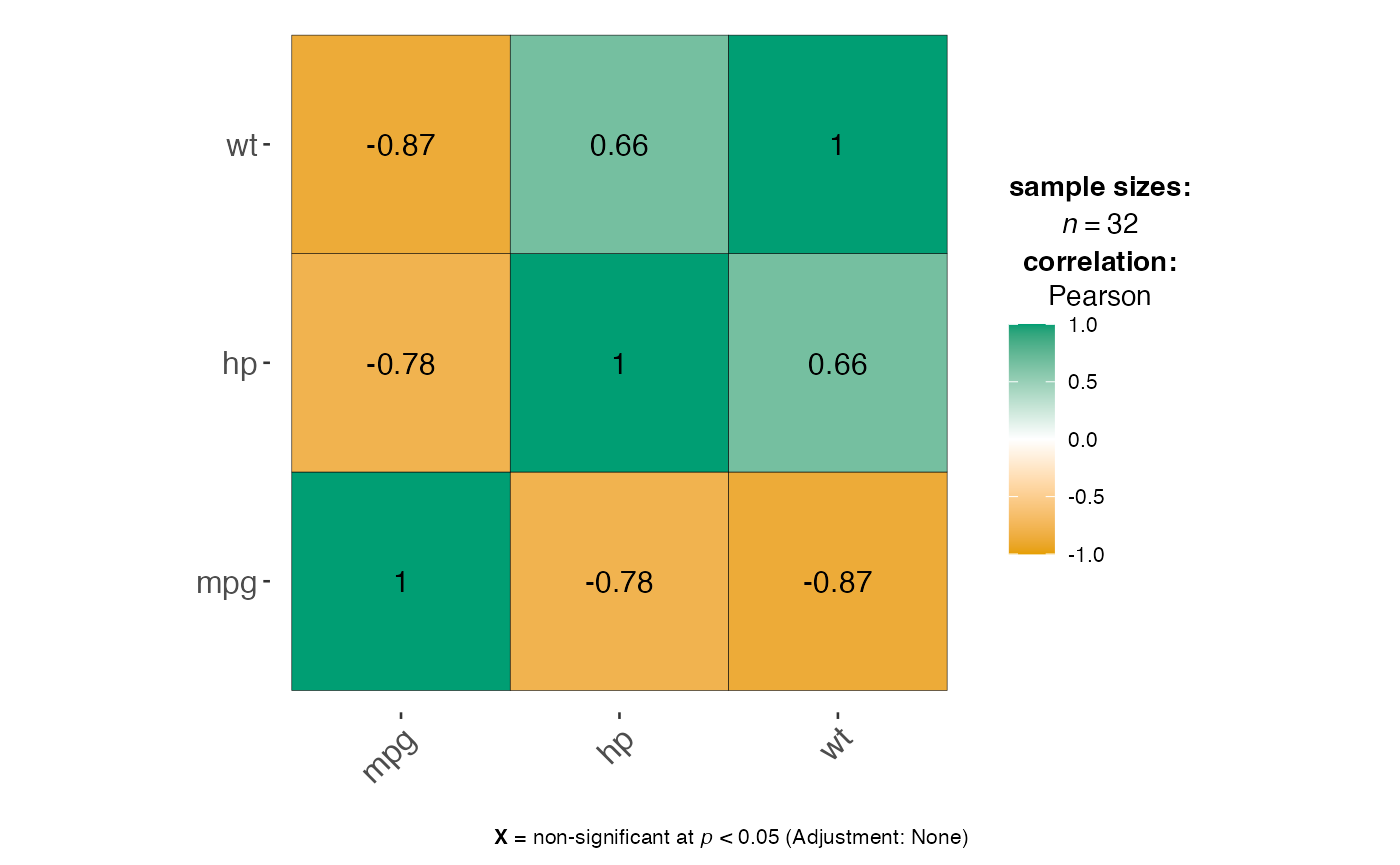 wt -0.87 0.66 1
hp -0.78 1 0.66
mpg 1 -0.78 -0.87
mpg hp wt
sample sizes:
n = 32
correlation:
Pearson
1.0
0.5
0.0
-0.5
-1.0
X = non-significant at p < 0.05 (Adjustment: None)